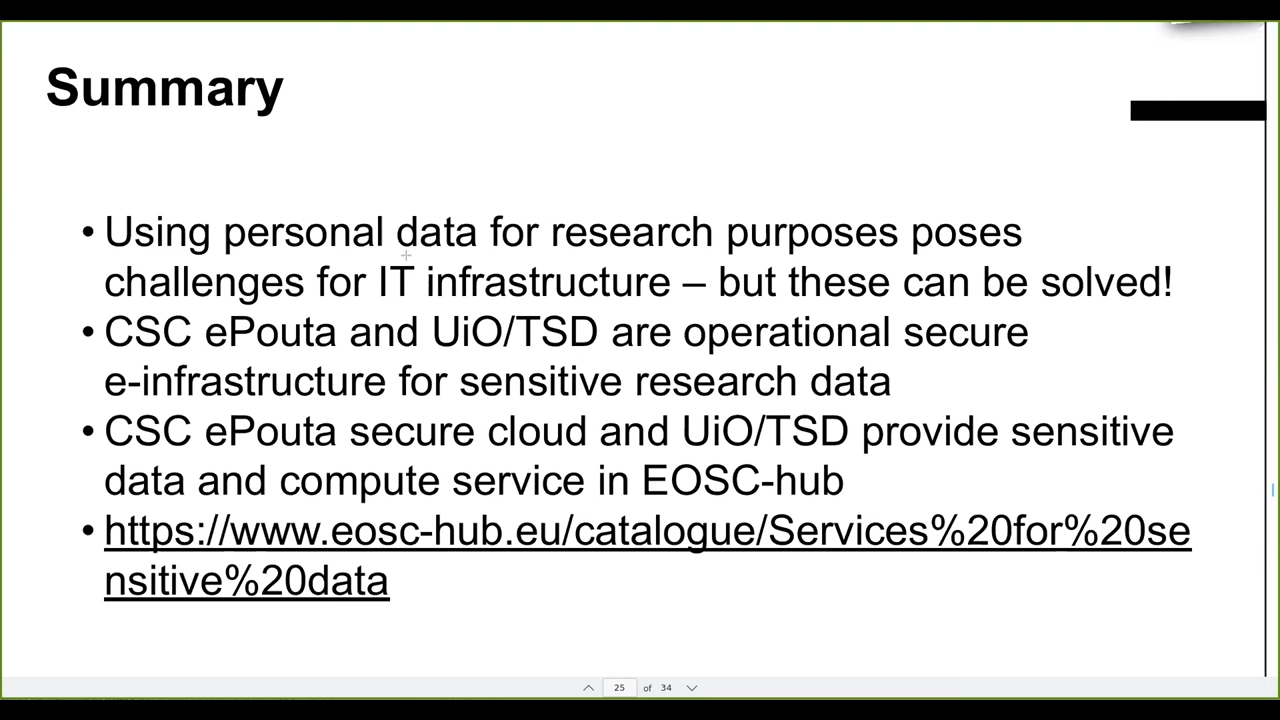 Summary
• Using personal data for research purposes poses
challenges for IT infrastructure – but these can be solved!
• CSC ePouta and UiO/TSD are operational secure
e-infrastructure for sensitive research data
• CSC ePouta secure cloud and UiO/TSD provide sensitive
data and compute service in EOSC-hub
• https://www.eosc-hub.eu/catalogue/Services%20for%20se
nsitive%20data
25 of 34